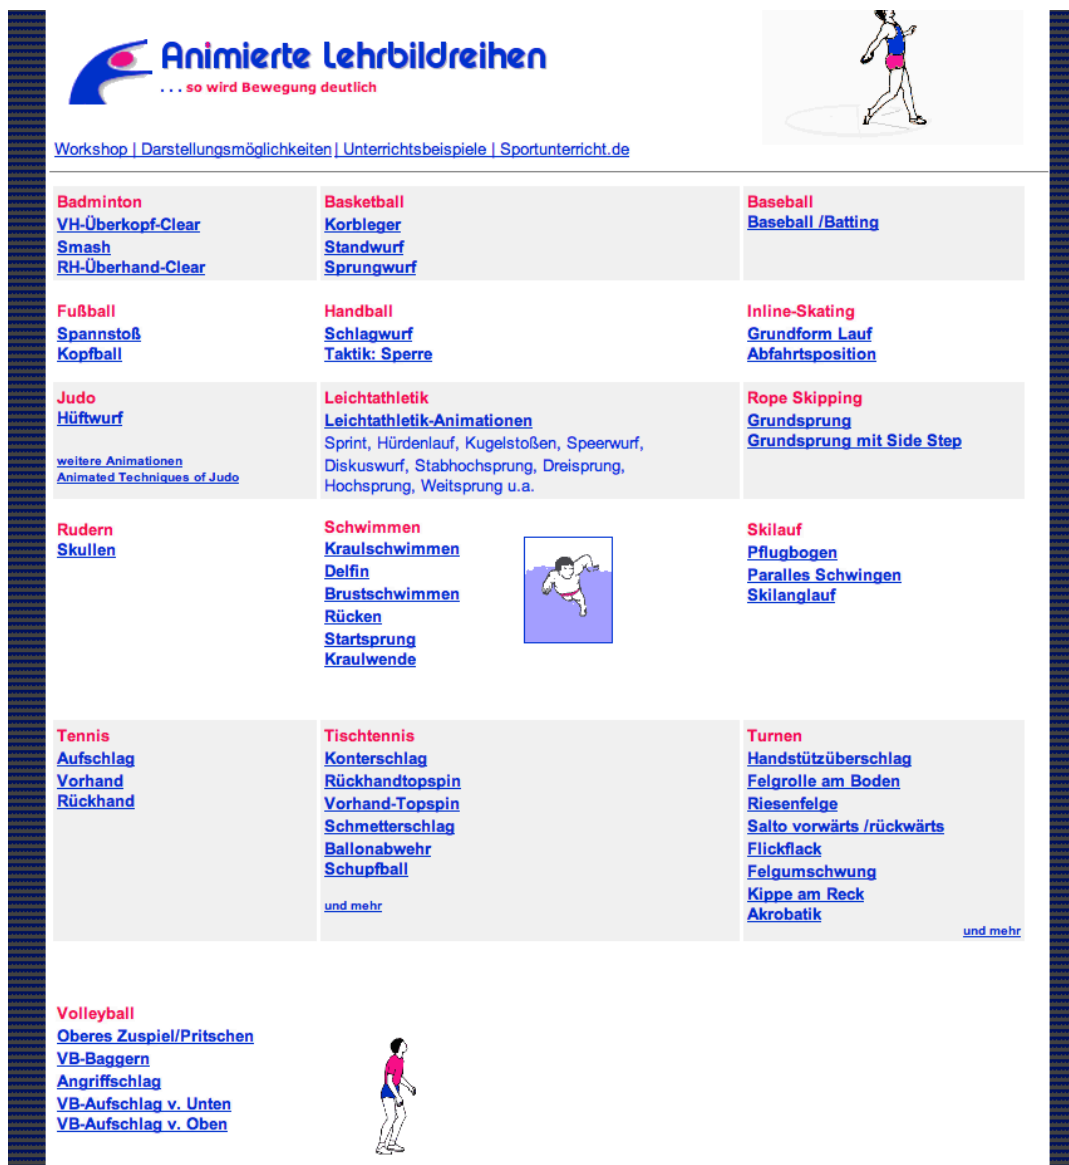 Animierte Lehrbildreihen
. . . so wird Bewegung deutlich
Workshop | Darstellungsmöglichkeiten | Unterrichtsbeispiele | Sportunterricht.de
Badminton
VH-Überkopf-Clear
Smash
RH-Überhand-Clear
Basketball
Korbleger
Standwurf
Sprungwurf
Baseball
Baseball /Batting
Fußball
Spannstoß
Kopfball
Handball
Schlagwurf
Taktik: Sperre
Inline-Skating
Grundform Lauf
Abfahrtsposition
Judo
Hüftwurf
weitere Animationen
Animated Techniques of Judo
Leichtathletik
Leichtathletik-Animationen
Sprint, Hürdenlauf, Kugelstoßen, Speerwurf,
Diskuswurf, Stabhochsprung, Dreisprung,
Hochsprung, Weitsprung u.a.
Rope Skipping
Grundsprung
Grundsprung mit Side Step
Rudern
Skullen
Schwimmen
Kraulschwimmen
Delfin
Brustschwimmen
Rücken
Startsprung
Kraulwende
Skilauf
Pflugbogen
Paralles Schwingen
Skilanglauf
Tennis
Aufschlag
Vorhand
Rückhand
Tischtennis
Konterschlag
Rückhandtopspin
Vorhand-Topspin
Schmetterschlag
Ballonabwehr
Schupfball
und mehr
Turnen
Handstützüberschlag
Felgrolle am Boden
Riesenfelge
Salto vorwärts /rückwärts
Flickflack
Felgumschwung
Kippe am Reck
Akrobatik
und mehr
Volleyball
Oberes Zuspiel/Pritschen
VB-Baggern
Angriffschlag
VB-Aufschlag v. Unten
VB-Aufschlag v. Oben